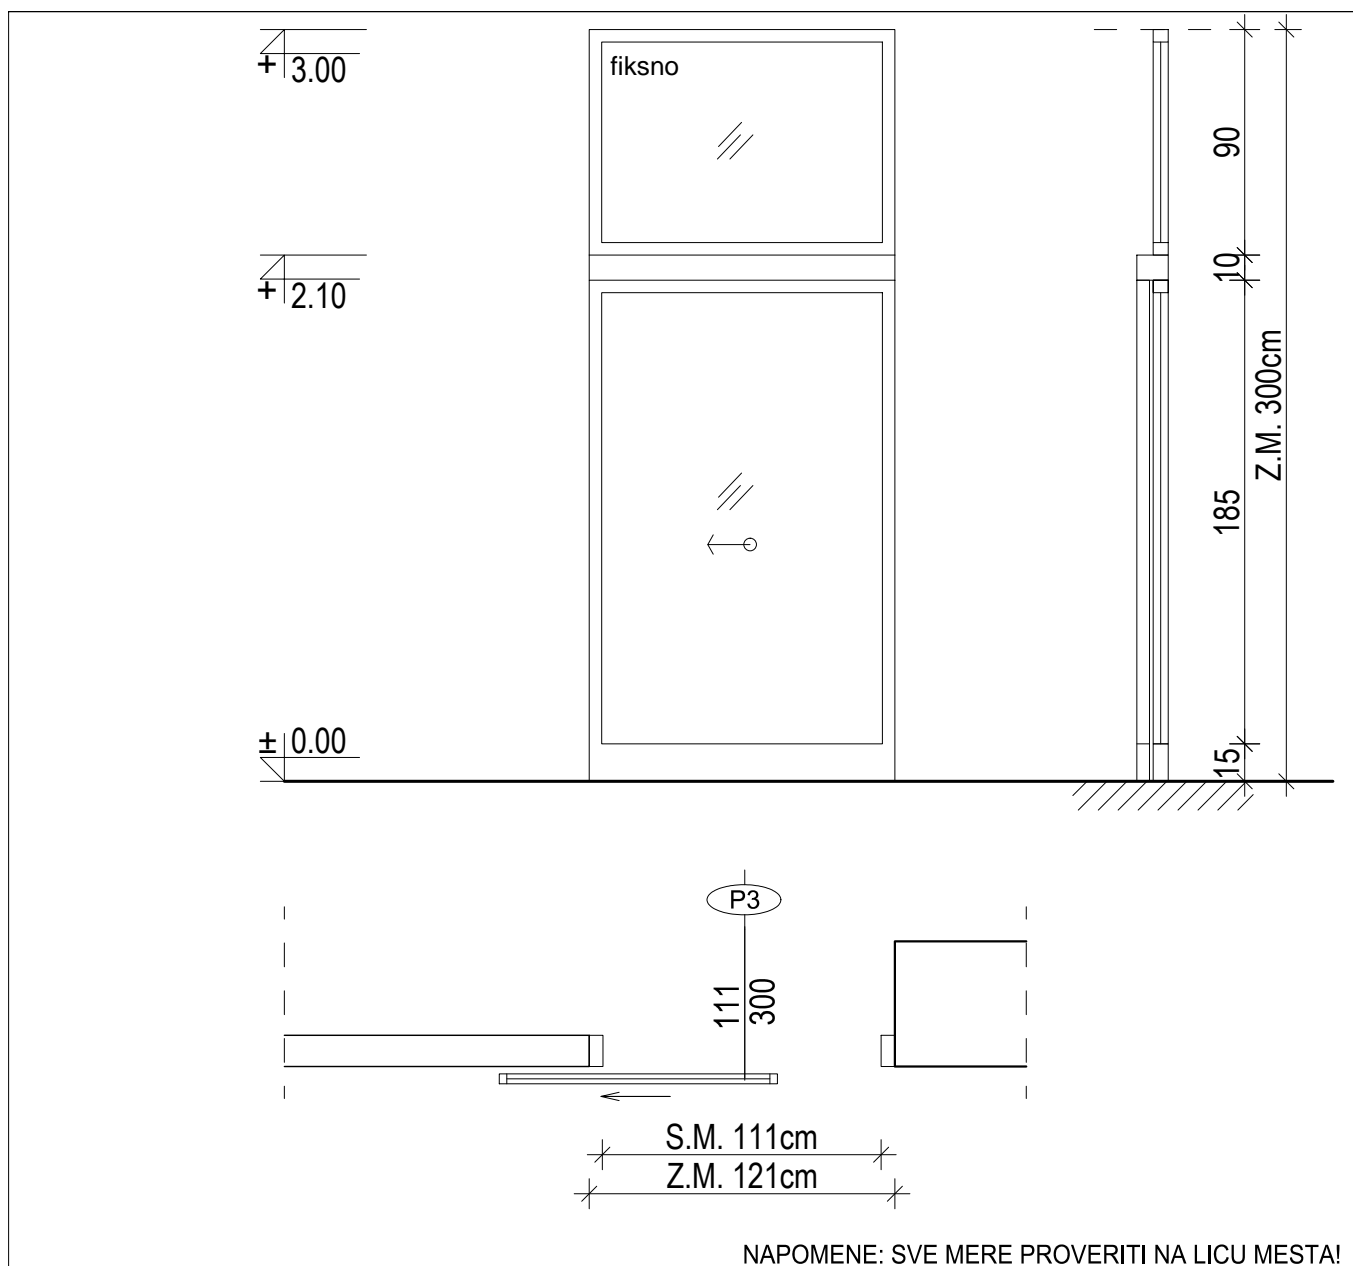 + 3.00
fiksno
90
+ 2.10
10
Z.M. 300cm
185
± 0.00
15
P3
111
300
S.M. 111cm
Z.M. 121cm
NAPOMENE: SVE MERE PROVERITI NA LICU MESTA!